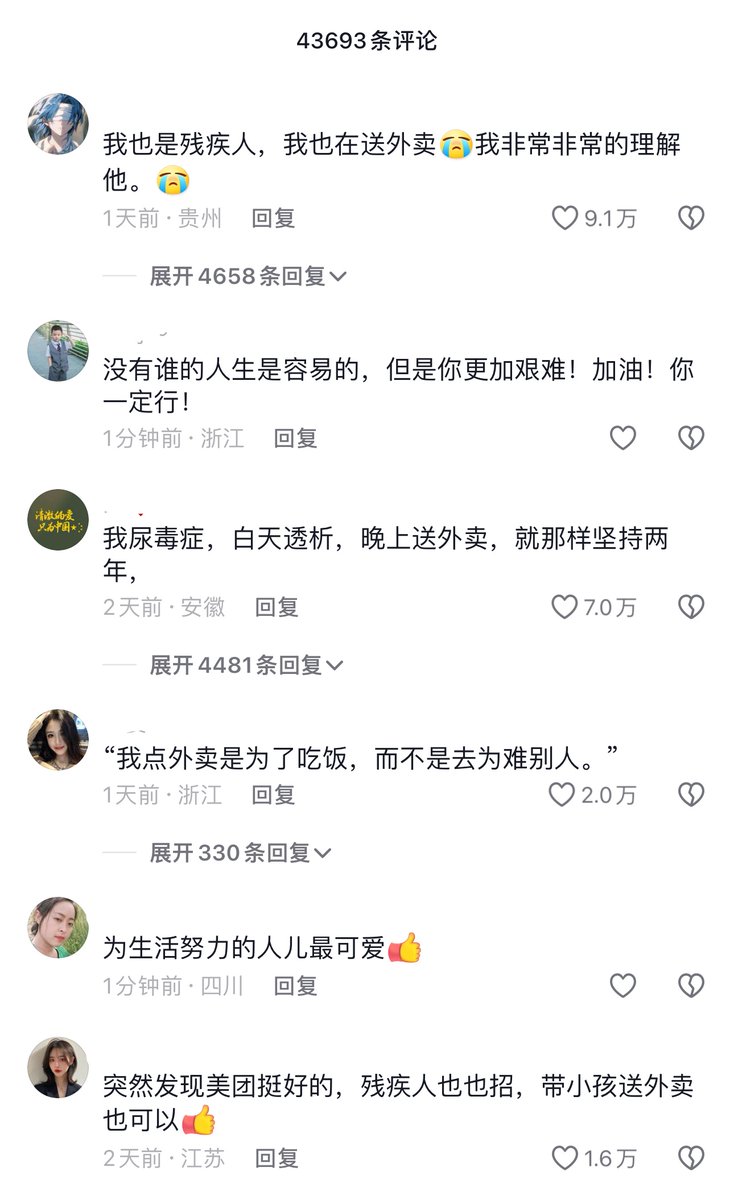 43693条评论
我也是残疾人，我也在送外卖😭我非常非常的理解
他。😭
1天前·贵州 回复 9.1万
展开4658条回复
没有谁的人生是容易的，但是你更加艰难！加油！你
一定行！
1分钟前·浙江 回复
清澈的爱
只为中国
我尿毒症，白天透析，晚上送外卖，就那样坚持两
年，
2天前·安徽 回复 7.0万
展开4481条回复
“我点外卖是为了吃饭，而不是去为难别人。”
1天前·浙江 回复 2.0万
展开330条回复
为生活努力的人儿最可爱👍
1分钟前·四川 回复
突然发现美团挺好的，残疾人也也招，带小孩送外卖
也可以👍
2天前·江苏 回复 1.6万